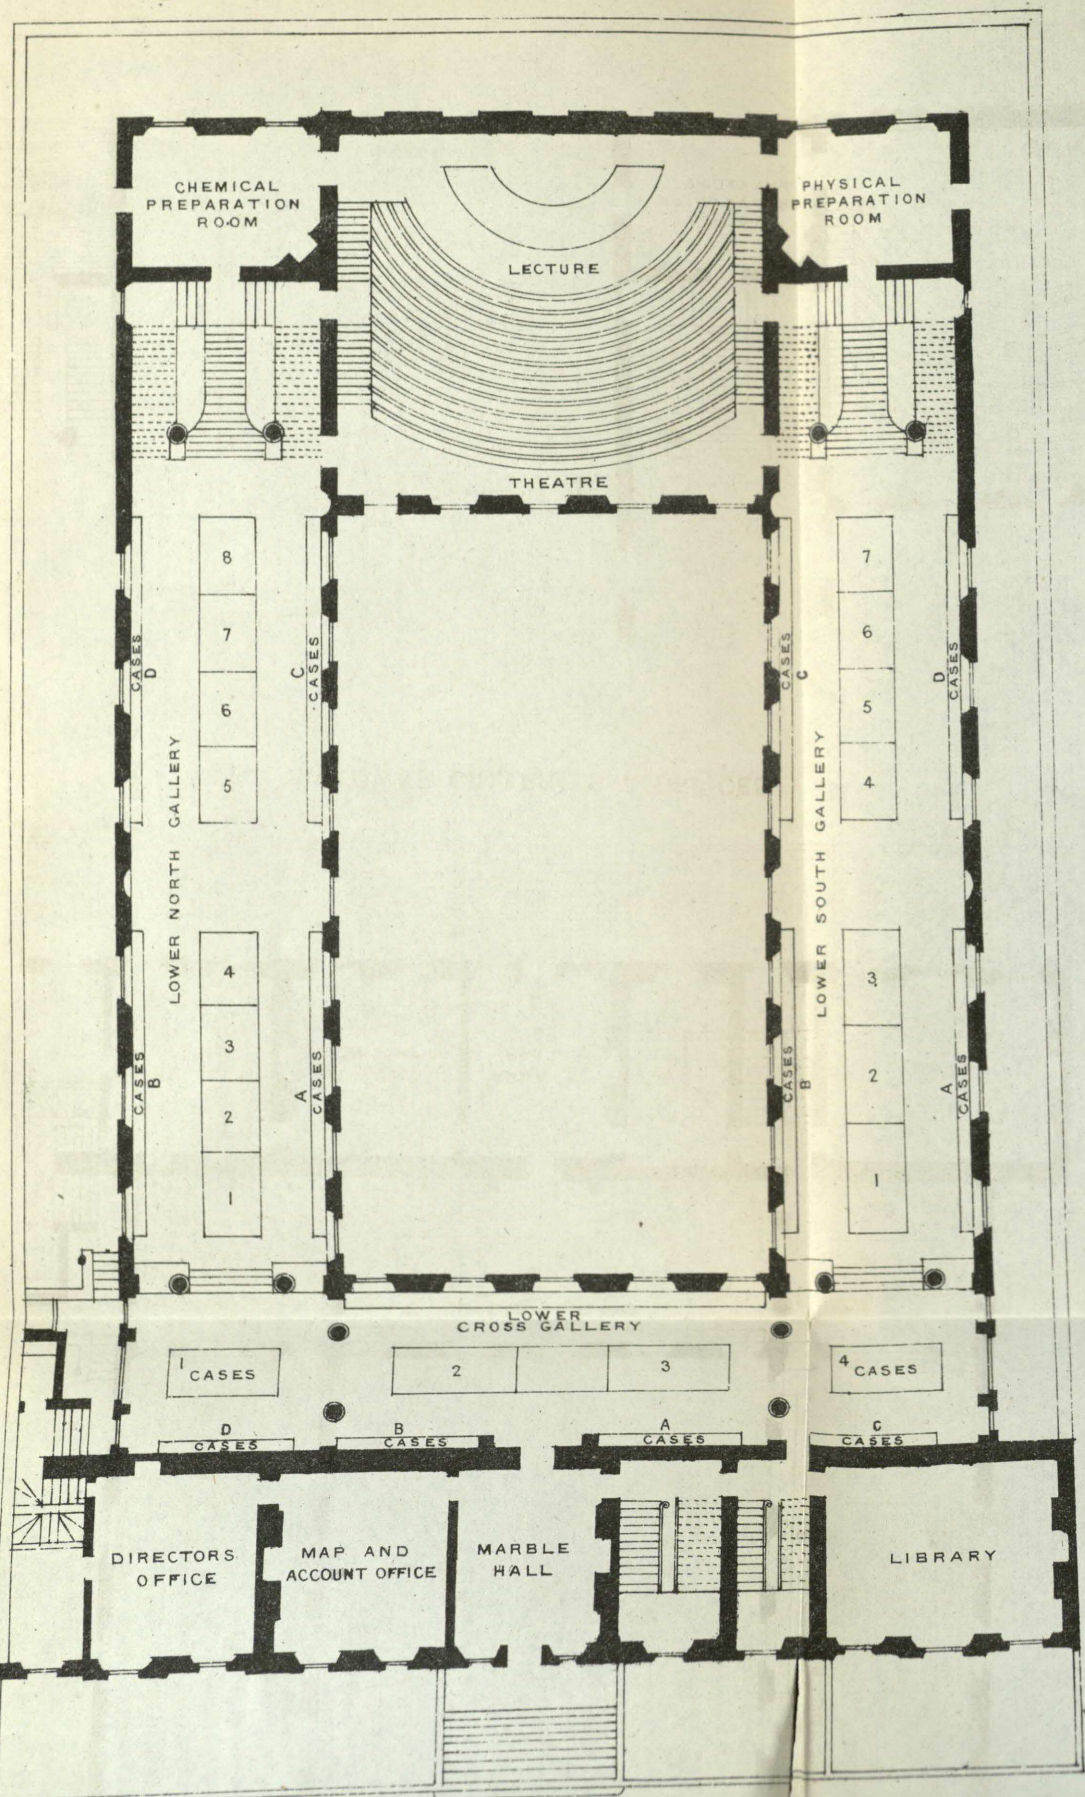 CHEMICAL
PREPARATION
ROOM
PHYSICAL
PREPARATION
ROOM
LECTURE
THEATRE
8
7
6
5
CASES
D
C
CASES
LOWER NORTH GALLERY
4
3
2
1
CASES
B
A
CASES
7
6
5
4
CASES
C
D
CASES
LOWER SOUTH GALLERY
3
2
1
CASES
B
A
CASES
LOWER
CROSS GALLERY
1 CASES
2
3
4 CASES
D
CASES
B
CASES
A
CASES
C
CASES
DIRECTORS
OFFICE
MAP AND
ACCOUNT OFFICE
MARBLE
HALL
LIBRARY